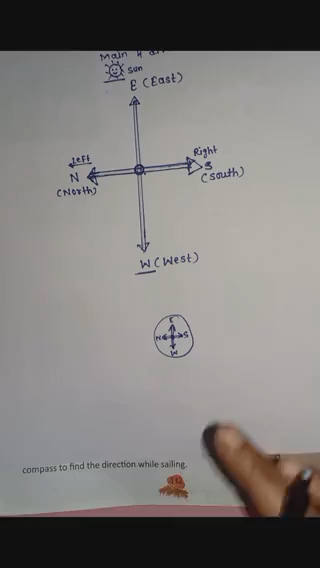 Main 4
sun
E (East)
Left
Right
N
(North)
S
(South)
W (West)
E
N S
W
compass to find the direction while sailing.